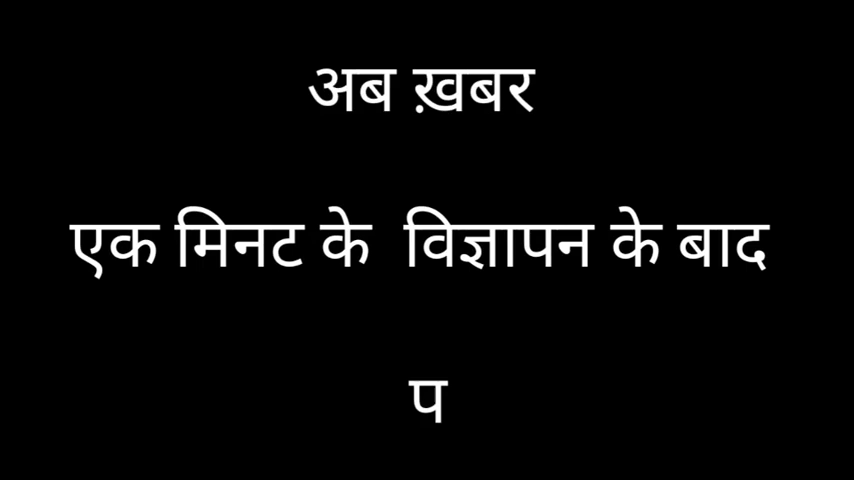 अब ख़बर
एक मिनट के विज्ञापन के बाद
प